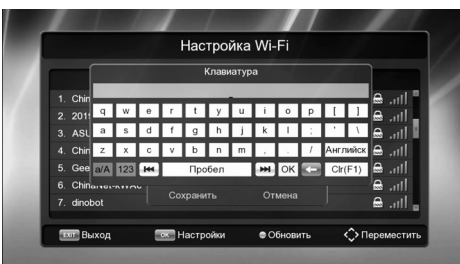 Настройка Wi-Fi
Клавиатура
1. Chin
2. 201
3. ASU
4. Chin
5. Gee
6. ChinaNet-kWAC
7. dinobot
q w e r t y u i o p [ ]
a s d f g h j k l ; ' \
z x c v b n m , . / Английск
a/A 123 Пробел OK Clr(F1)
Сохранить Отмена
EXIT Выход OK Настройки Обновить Переместить